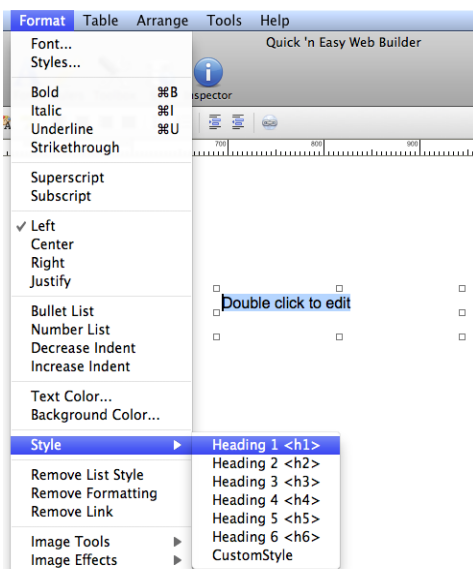 Format Table Arrange Tools Help
Quick 'n Easy Web Builder
Font...
Styles...
Bold ⌘B
Italic ⌘I
Underline ⌘U
Strikethrough
Superscript
Subscript
✓ Left
Center
Right
Justify
Bullet List
Number List
Decrease Indent
Increase Indent
Text Color...
Background Color...
Style
Remove List Style
Remove Formatting
Remove Link
Image Tools
Image Effects
spector
700 800 900
Double click to edit
Heading 1 <h1>
Heading 2 <h2>
Heading 3 <h3>
Heading 4 <h4>
Heading 5 <h5>
Heading 6 <h6>
CustomStyle